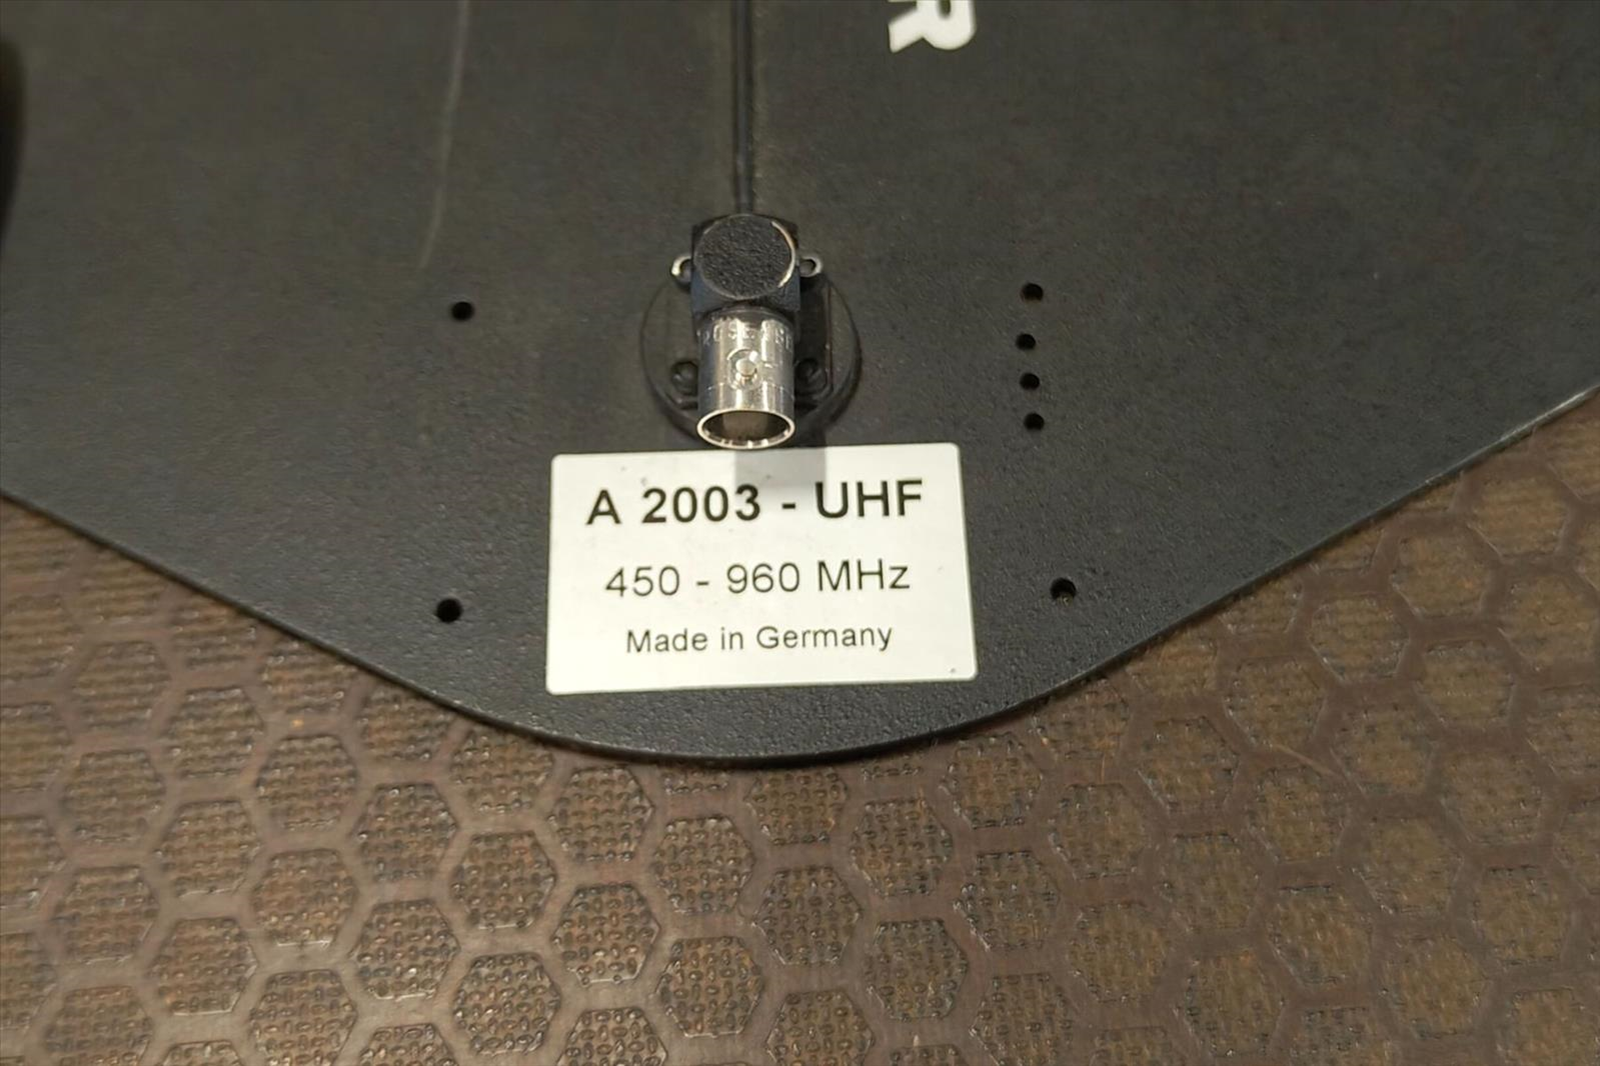 R
A 2003 - UHF
450 - 960 MHz
Made in Germany